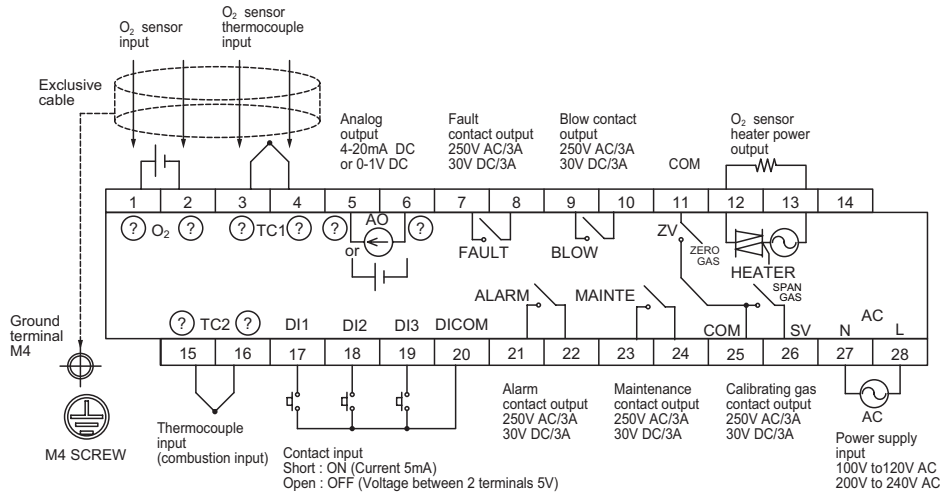 O₂ sensor
input
O₂ sensor
thermocouple
input
Exclusive
cable
Analog
output
4-20mA DC
or 0-1V DC
Fault
contact output
250V AC/3A
30V DC/3A
Blow contact
output
250V AC/3A
30V DC/3A
COM
O₂ sensor
heater power
output
1 2 3 4 5 6 7 8 9 10 11 12 13 14
? O₂ ? ? TC1 ? ? AO ?
or
FAULT
BLOW
ZV
ZERO
GAS
HEATER
SPAN
GAS
ALARM
MAINTE
? TC2 ? DI1 DI2 DI3 DICOM
COM SV N AC L
15 16 17 18 19 20 21 22 23 24 25 26 27 28
Ground
terminal
M4
M4 SCREW
Thermocouple
input
(combustion input)
Contact input
Short : ON (Current 5mA)
Open : OFF (Voltage between 2 terminals 5V)
Alarm
contact output
250V AC/3A
30V DC/3A
Maintenance
contact output
250V AC/3A
30V DC/3A
Calibrating gas
contact output
250V AC/3A
30V DC/3A
AC
Power supply
input
100V to120V AC
200V to 240V AC